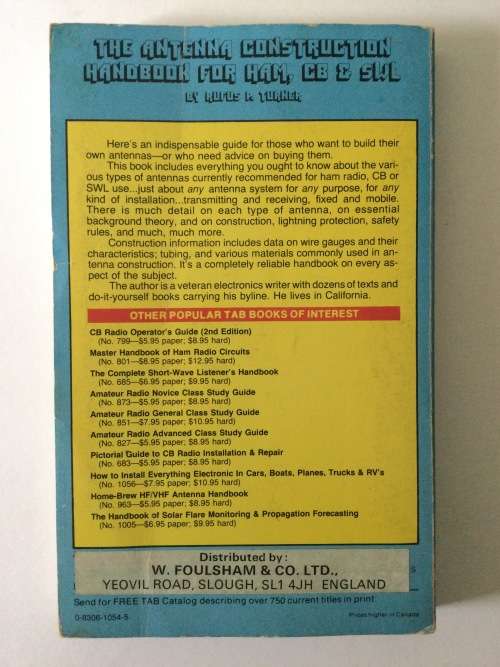 THE ANTENNA CONSTRUCTION
HANDBOOK FOR HAM, CB & SWL
BY RUFUS P. TURNER
Here's an indispensable guide for those who want to build their
own antennas—or who need advice on buying them.
This book includes everything you ought to know about the vari-
ous types of antennas currently recommended for ham radio, CB or
SWL use...just about any antenna system for any purpose, for any
kind of installation...transmitting and receiving, fixed and mobile.
There is much detail on each type of antenna, on essential
background theory, and on construction, lightning protection, safety
rules, and much, much more.
Construction information includes data on wire gauges and their
characteristics; tubing, and various materials commonly used in an-
tenna construction. It's a completely reliable handbook on every as-
pect of the subject.
The author is a veteran electronics writer with dozens of texts and
do-it-yourself books carrying his byline. He lives in California.
OTHER POPULAR TAB BOOKS OF INTEREST
CB Radio Operator's Guide (2nd Edition)
(No. 799—$5.95 paper; $8.95 hard)
Master Handbook of Ham Radio Circuits
(No. 801—$8.95 paper; $12.95 hard)
The Complete Short-Wave Listener's Handbook
(No. 685—$6.95 paper; $9.95 hard)
Amateur Radio Novice Class Study Guide
(No. 873—$5.95 paper; $8.95 hard)
Amateur Radio General Class Study Guide
(No. 851—$7.95 paper; $10.95 hard)
Amateur Radio Advanced Class Study Guide
(No. 827—$5.95 paper; $8.95 hard)
Pictorial Guide to CB Radio Installation & Repair
(No. 683—$5.95 paper; $8.95 hard)
How to Install Everything Electronic In Cars, Boats, Planes, Trucks & RV's
(No. 1056—$7.95 paper; $10.95 hard)
Home-Brew HF/VHF Antenna Handbook
(No. 963—$5.95 paper; $8.95 hard)
The Handbook of Solar Flare Monitoring & Propagation Forecasting
(No. 1005—$6.95 paper; $9.95 hard)
Distributed by:
W. FOULSHAM & CO. LTD.,
YEOVIL ROAD, SLOUGH, SL1 4JH ENGLAND
Send for FREE TAB Catalog describing over 750 current titles in print.
0-8306-1054-5
Prices higher in Canada